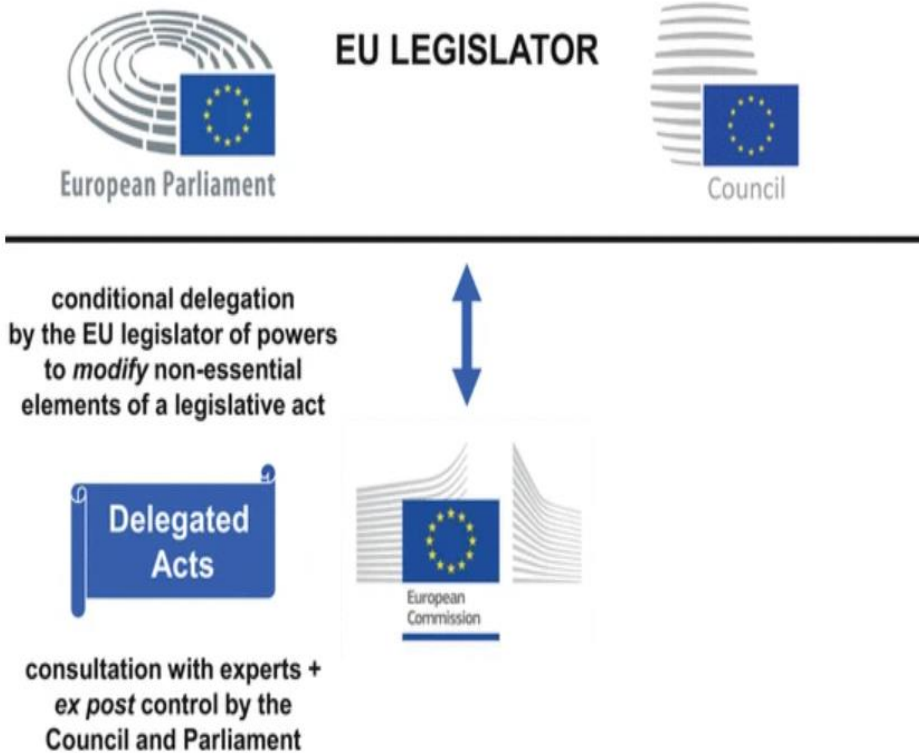 EU LEGISLATOR
European Parliament
Council
conditional delegation
by the EU legislator of powers
to modify non-essential
elements of a legislative act
Delegated
Acts
European
Commission
consultation with experts +
ex post control by the
Council and Parliament